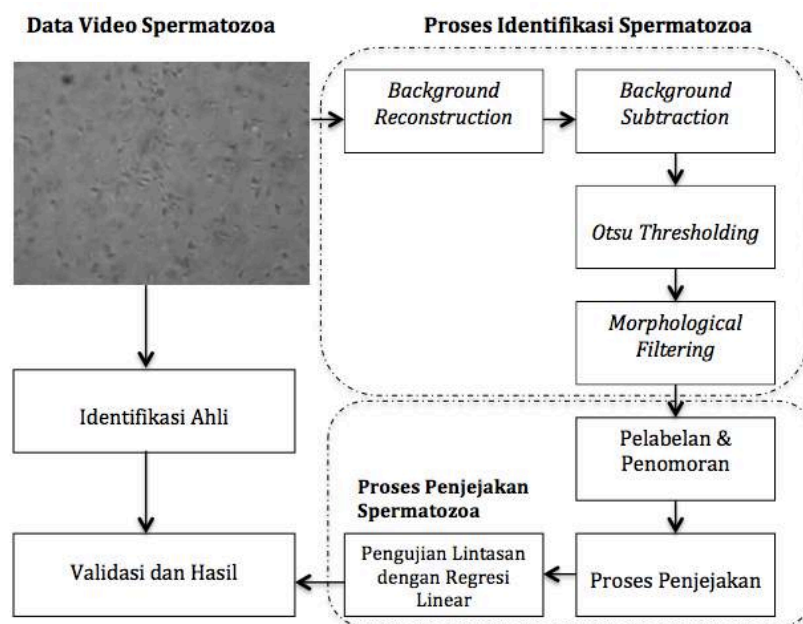 Data Video Spermatozoa
Proses Identifikasi Spermatozoa
Background
Reconstruction
Background
Subtraction
Otsu Thresholding
Morphological
Filtering
Identifikasi Ahli
Pelabelan &
Penomoran
Proses Penjejakan
Spermatozoa
Validasi dan Hasil
Pengujian Lintasan
dengan Regresi
Linear
Proses Penjejakan